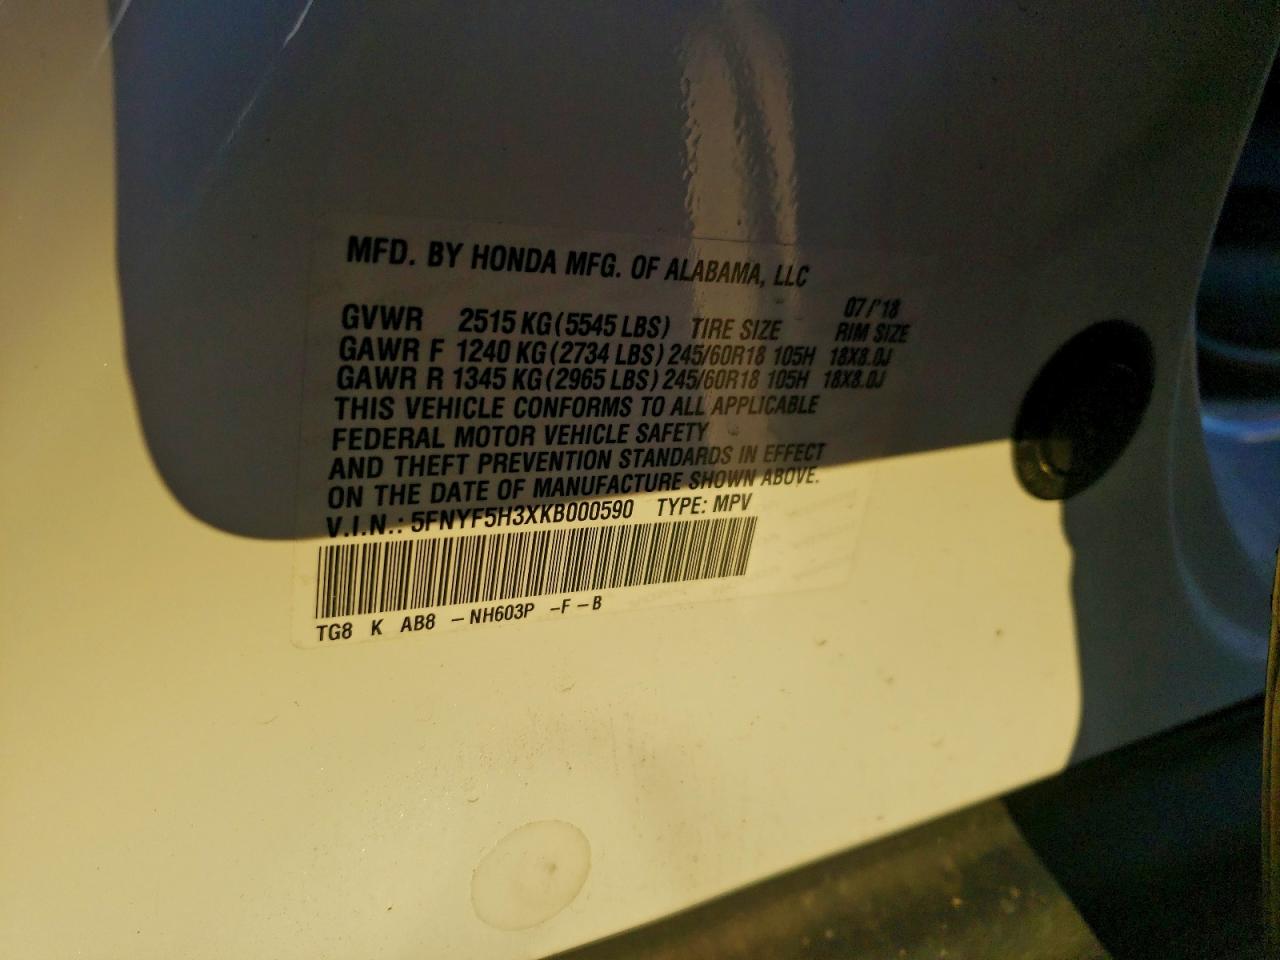 MFD. BY HONDA MFG. OF ALABAMA, LLC
07/'18
GVWR 2515 KG (5545 LBS) TIRE SIZE RIM SIZE
GAWR F 1240 KG (2734 LBS) 245/60R18 105H 18X8.0J
GAWR R 1345 KG (2965 LBS) 245/60R18 105H 18X8.0J
THIS VEHICLE CONFORMS TO ALL APPLICABLE
FEDERAL MOTOR VEHICLE SAFETY
AND THEFT PREVENTION STANDARDS IN EFFECT
ON THE DATE OF MANUFACTURE SHOWN ABOVE.
V.I.N.: 5FNYF5H3XKB000590 TYPE: MPV
TG8 K AB8 - NH603P -F-B